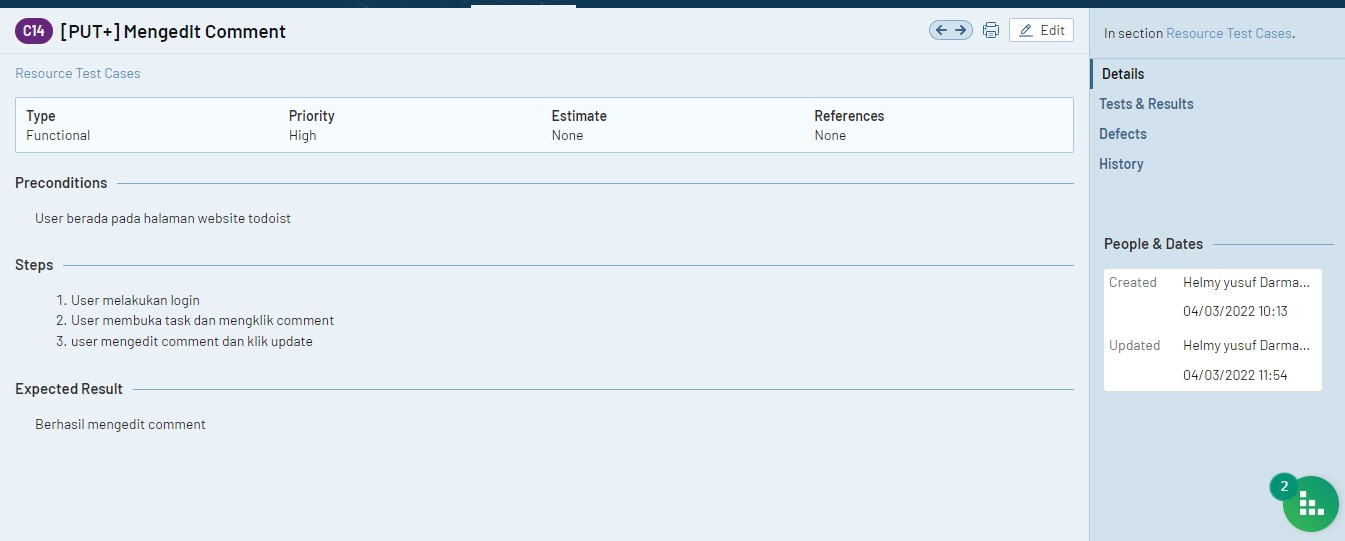 C14 [PUT+] MengedIt Comment
Edit
Resource Test Cases
Type Priority Estimate References
Functional High None None
Preconditions
User berada pada halaman website todoist
Steps
1. User melakukan login
2. User membuka task dan mengklik comment
3. user mengedit comment dan klik update
Expected Result
Berhasil mengedit comment
In section Resource Test Cases.
Details
Tests & Results
Defects
History
People & Dates
Created Helmy yusuf Darma...
04/03/2022 10:13
Updated Helmy yusuf Darma...
04/03/2022 11:54
2